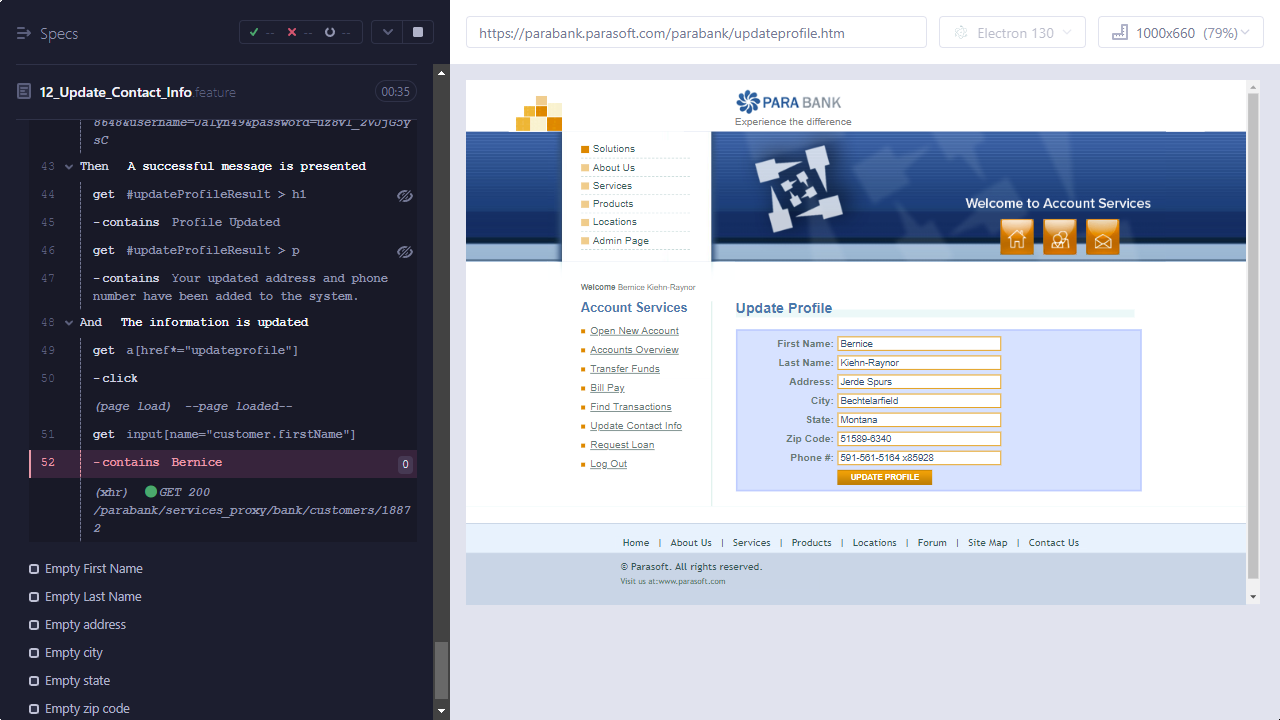 Specs
--
--
--
12_Update_Contact_Info.feature
00:35
8648&username=Jalyn49&password=
sC
43 Then A successful message is presented
44 get #updateProfileResult > h1
45 -contains Profile Updated
46 get #updateProfileResult > p
47 -contains Your updated address and phone
number have been added to the system.
48 And The information is updated
49 get a[href*="updateprofile"]
50 -click
(page load) --page loaded--
51 get input[name="customer.firstName"]
52 -contains Bernice 0
(xhr) GET 200
/parabank/services_proxy/bank/customers/1887
2
Empty First Name
Empty Last Name
Empty address
Empty city
Empty state
Empty zip code
https://parabank.parasoft.com/parabank/updateprofile.htm
Electron 130
1000x660 (79%)
PARA BANK
Experience the difference
Solutions
About Us
Services
Products
Locations
Admin Page
Welcome to Account Services
Welcome Bernice Kiehn-Raynor
Account Services
Open New Account
Accounts Overview
Transfer Funds
Bill Pay
Find Transactions
Update Contact Info
Request Loan
Log Out
Update Profile
First Name: Bernice
Last Name: Kiehn-Raynor
Address: Jerde Spurs
City: Bechtelarfield
State: Montana
Zip Code: 51589-6340
Phone #: 591-561-5164 x85928
UPDATE PROFILE
Home | About Us | Services | Products | Locations | Forum | Site Map | Contact Us
© Parasoft. All rights reserved.
Visit us at:www.parasoft.com